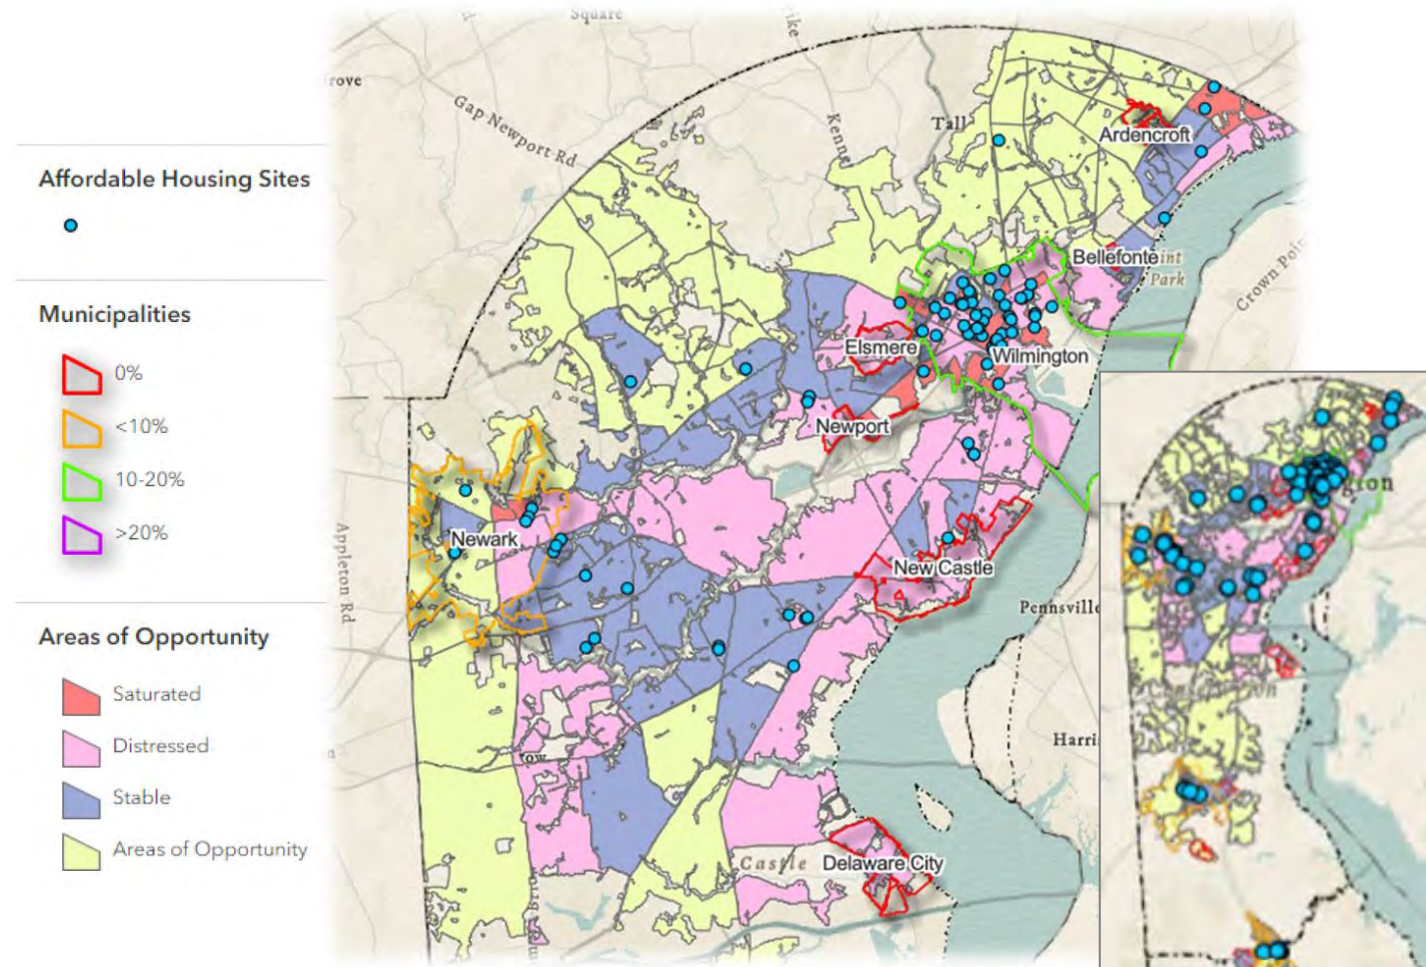 Affordable Housing Sites
Municipalities
0%
<10%
10-20%
>20%
Areas of Opportunity
Saturated
Distressed
Stable
Areas of Opportunity
Square
Gap Newport Rd
Tall
Ardencroft
Bellefonte
Park
Crown Poi
Elsmere
Wilmington
Newport
Newark
Appleton Rd
New Castle
Pennsville
Harri
Castle
Delaware City